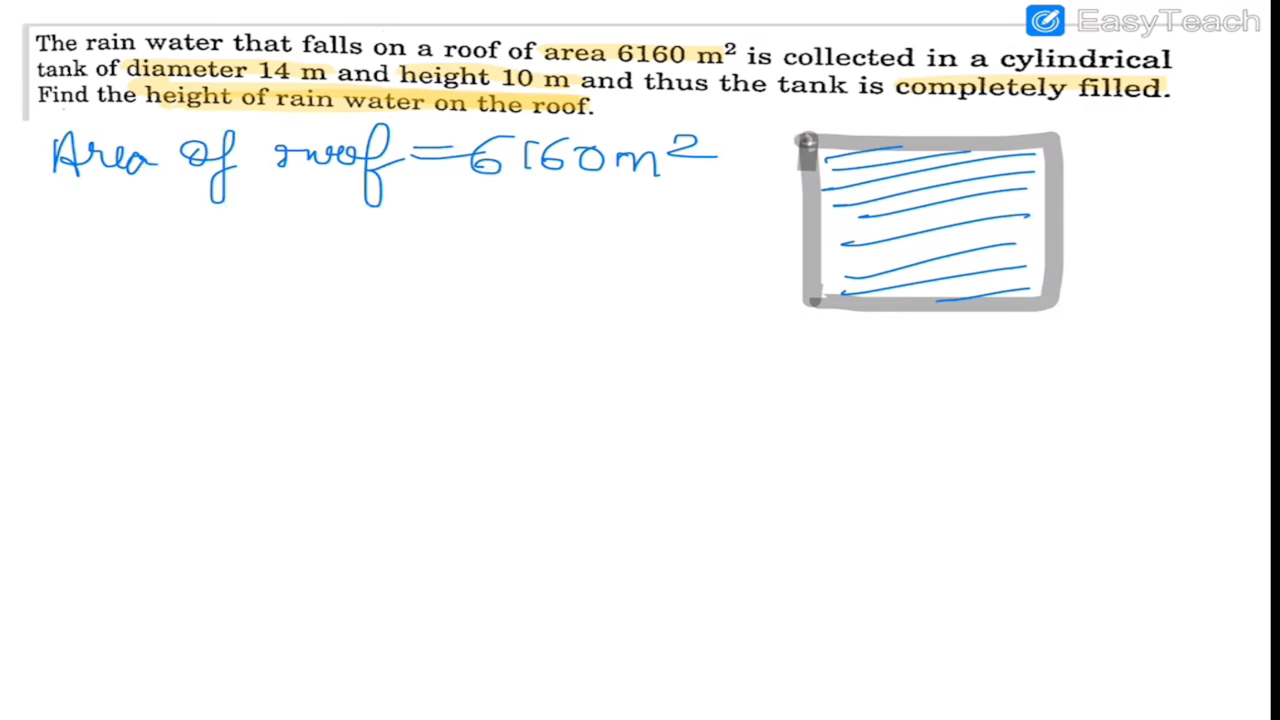 EasyTeach
The rain water that falls on a roof of area 6160 m² is collected in a cylindrical
tank of diameter 14 m and height 10 m and thus the tank is completely filled.
Find the height of rain water on the roof.
Area of roof = 6160 m²